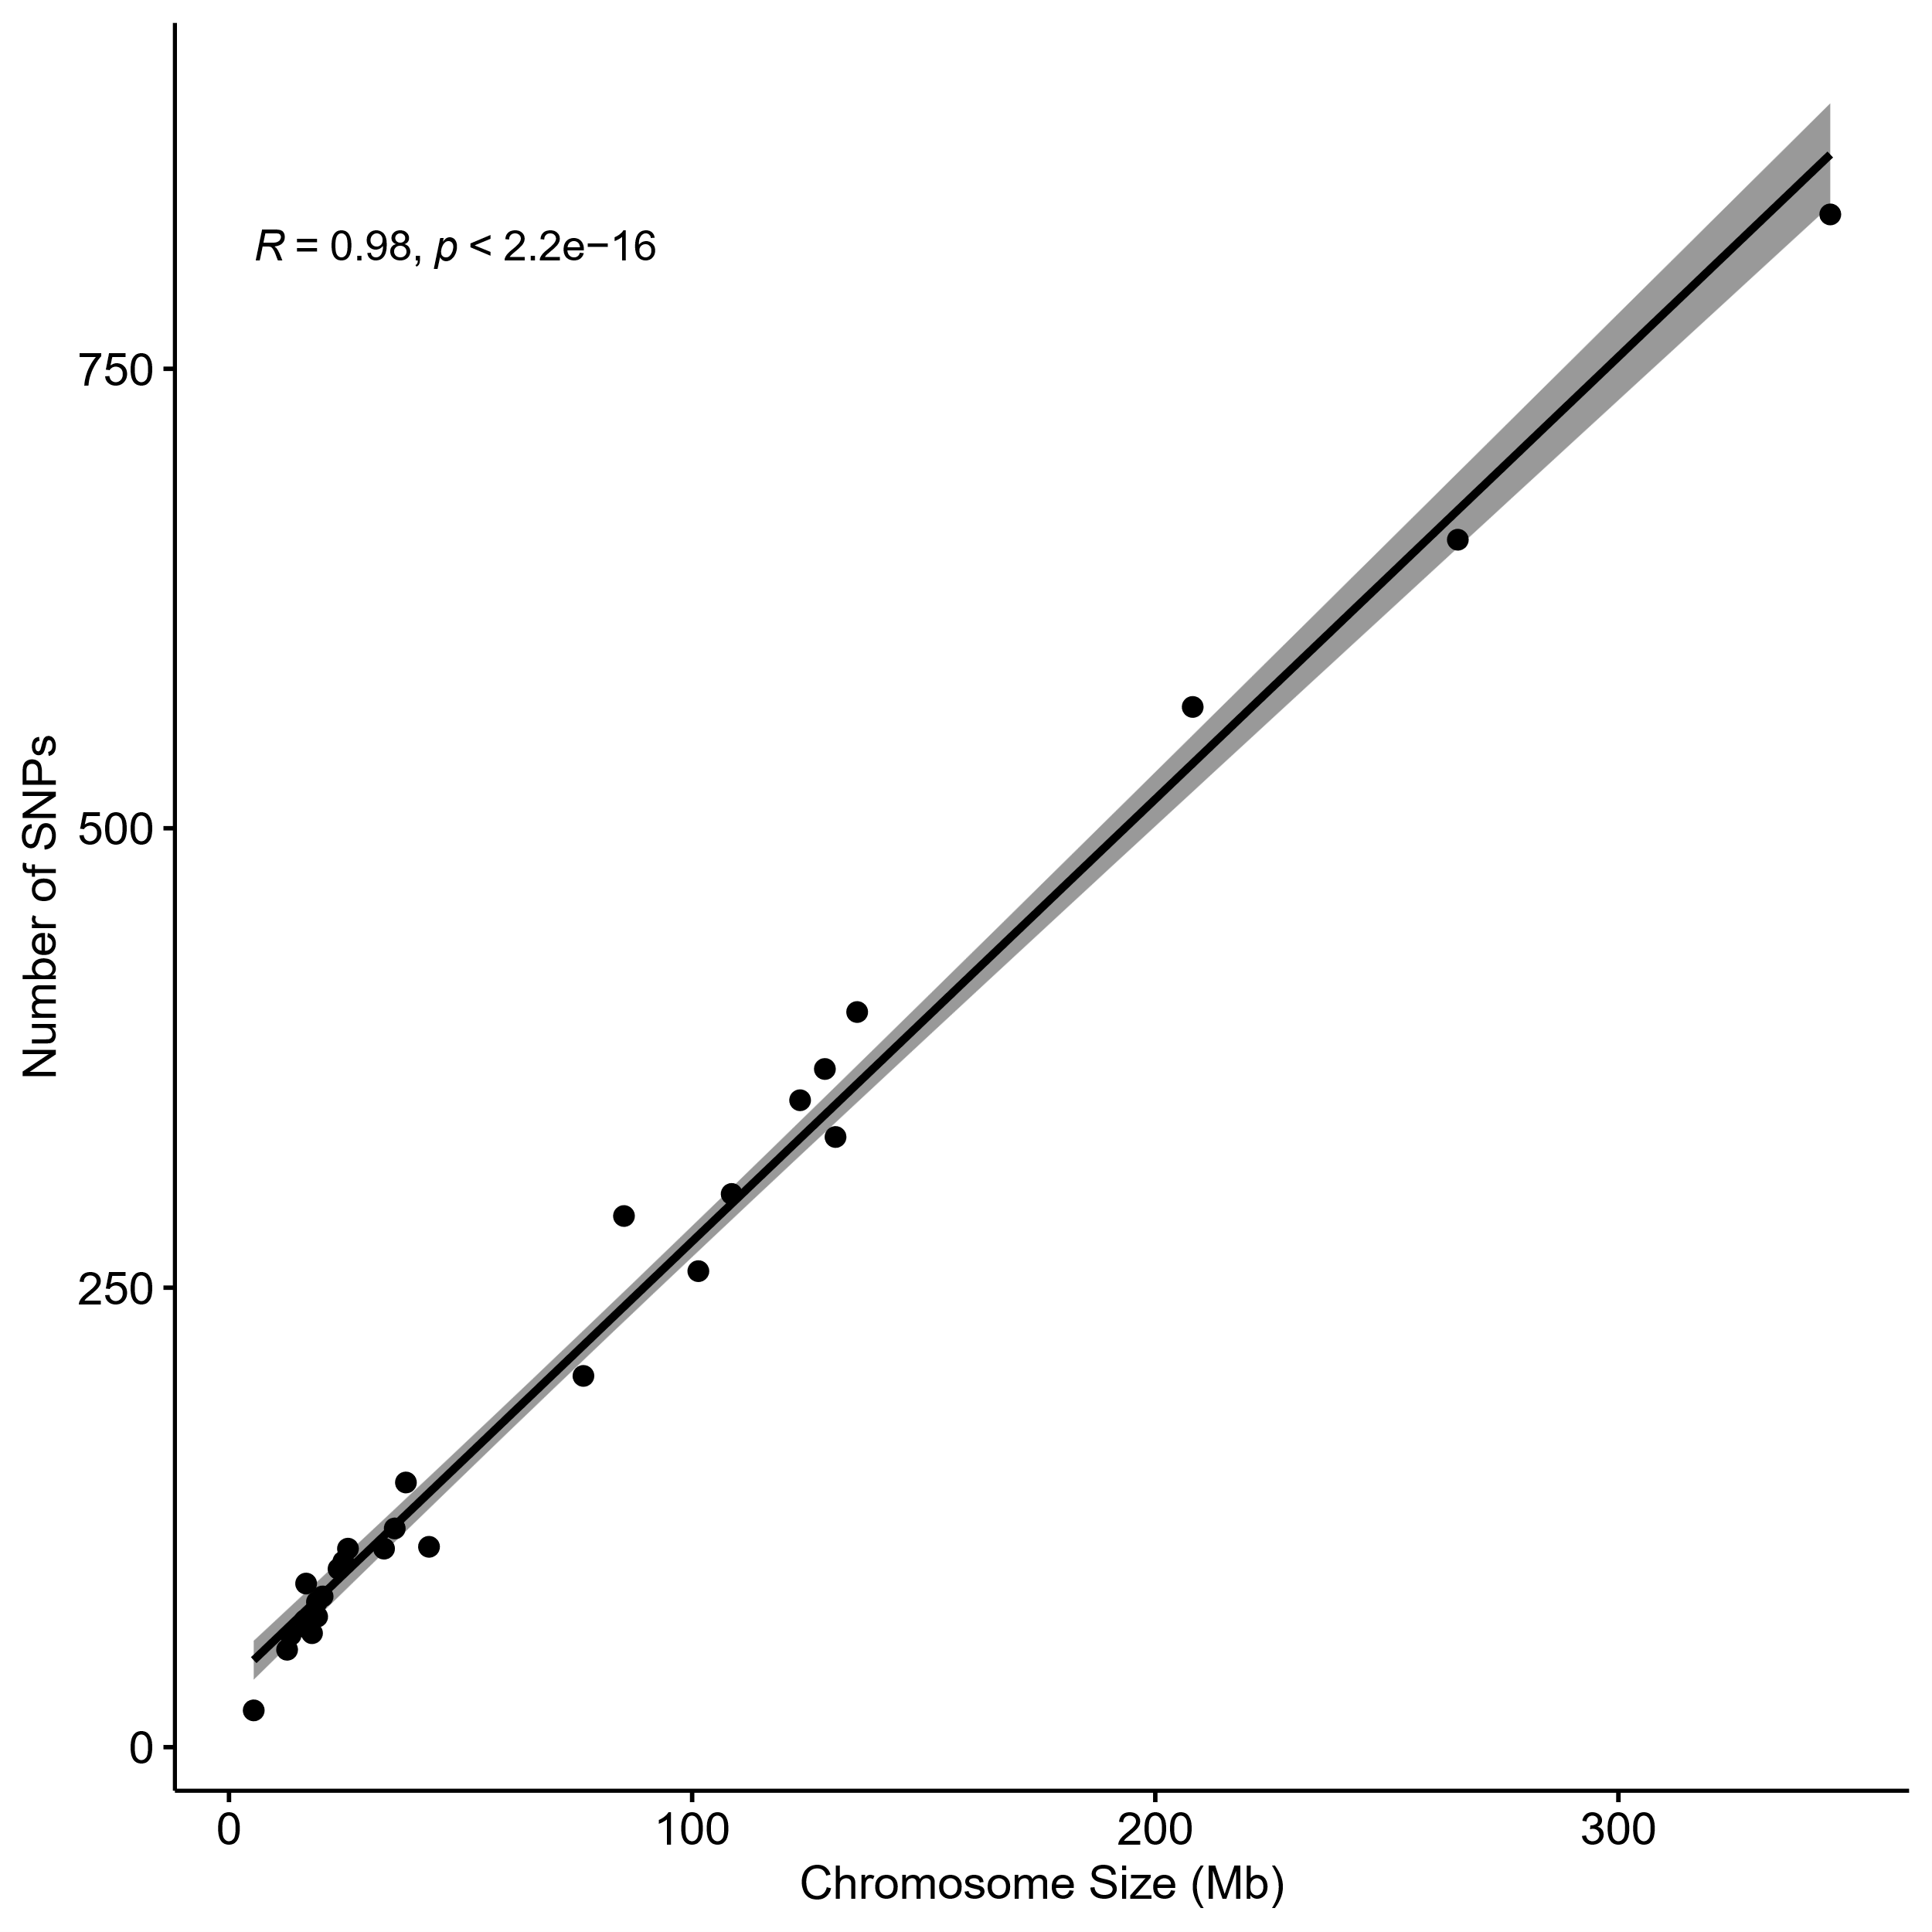 R = 0.98, p < 2.2e−16
750
500
250
0
Number of SNPs
0 100 200 300
Chromosome Size (Mb)